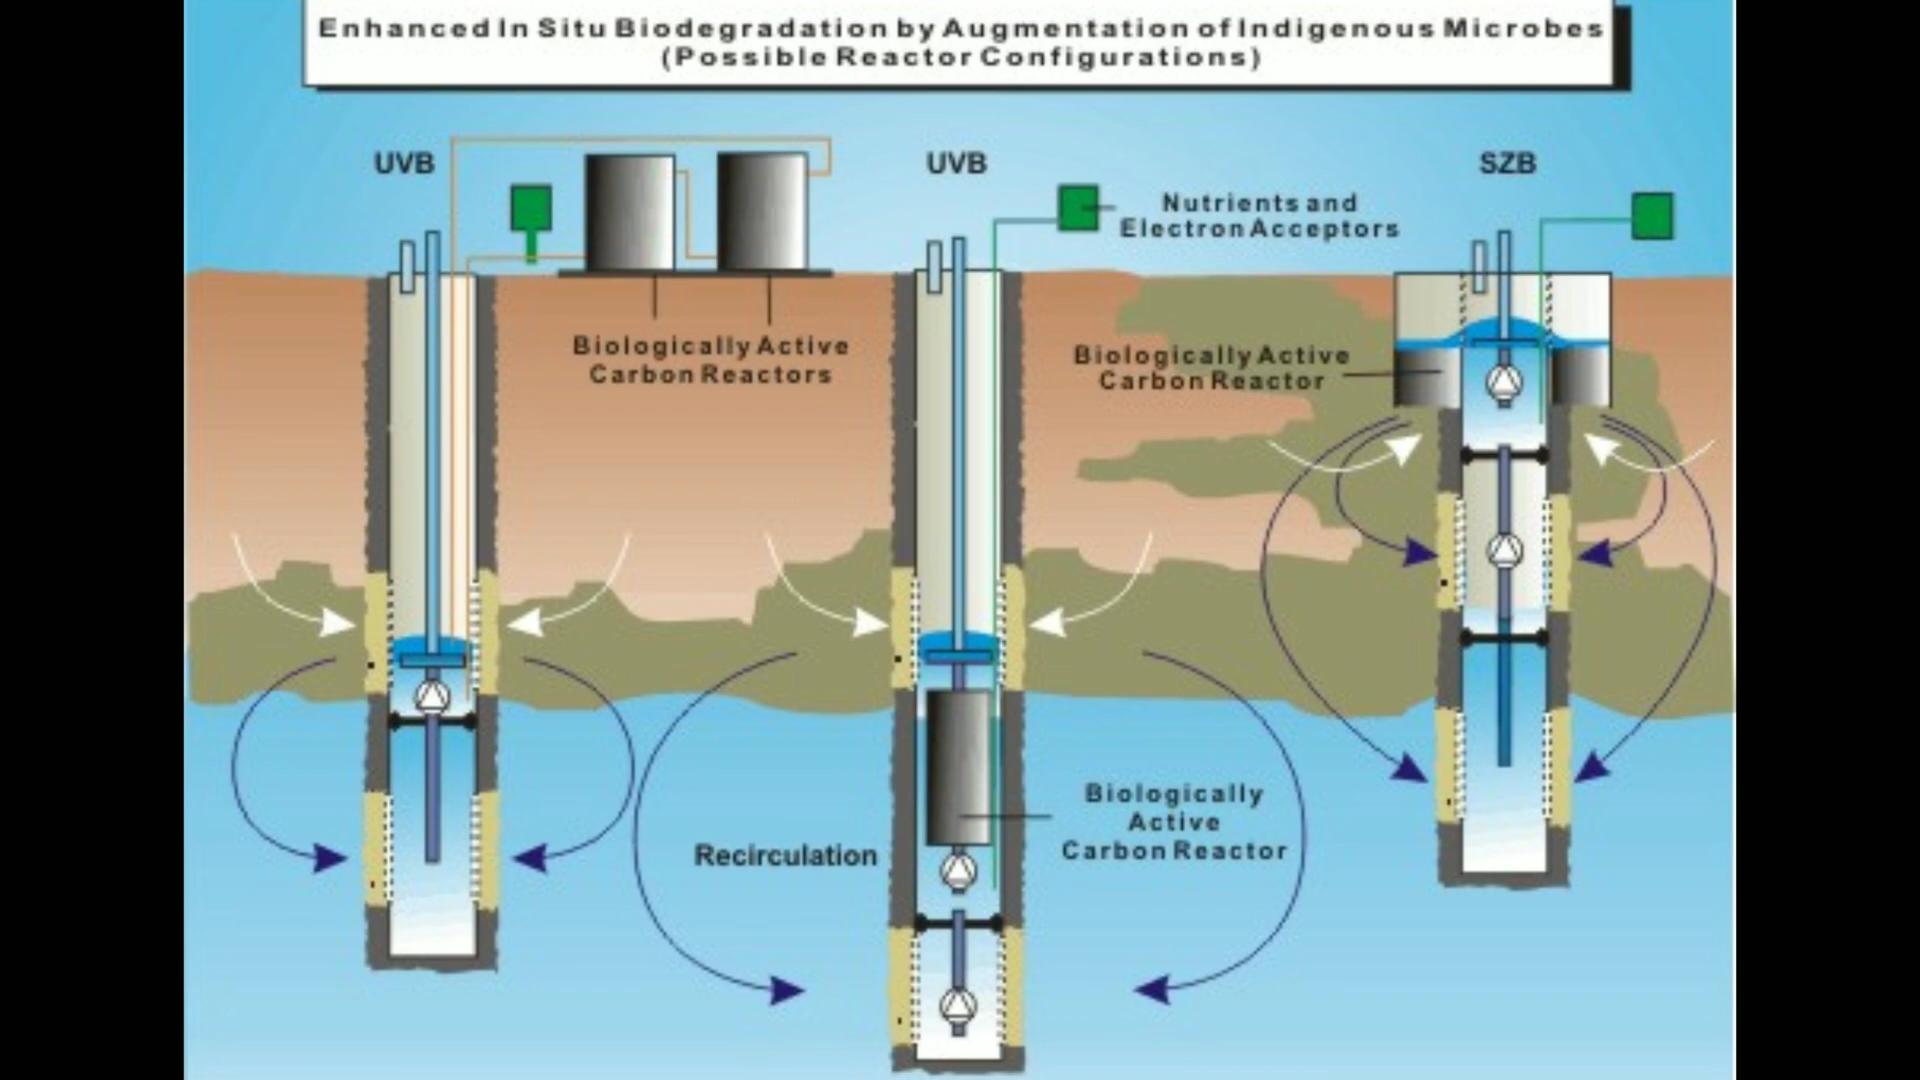 Enhanced In Situ Biodegradation by Augmentation of Indigenous Microbes
(Possible Reactor Configurations)
UVB
UVB
SZB
Nutrients and
Electron Acceptors
Biologically Active
Carbon Reactors
Biologically Active
Carbon Reactor
Recirculation
Biologically
Active
Carbon Reactor